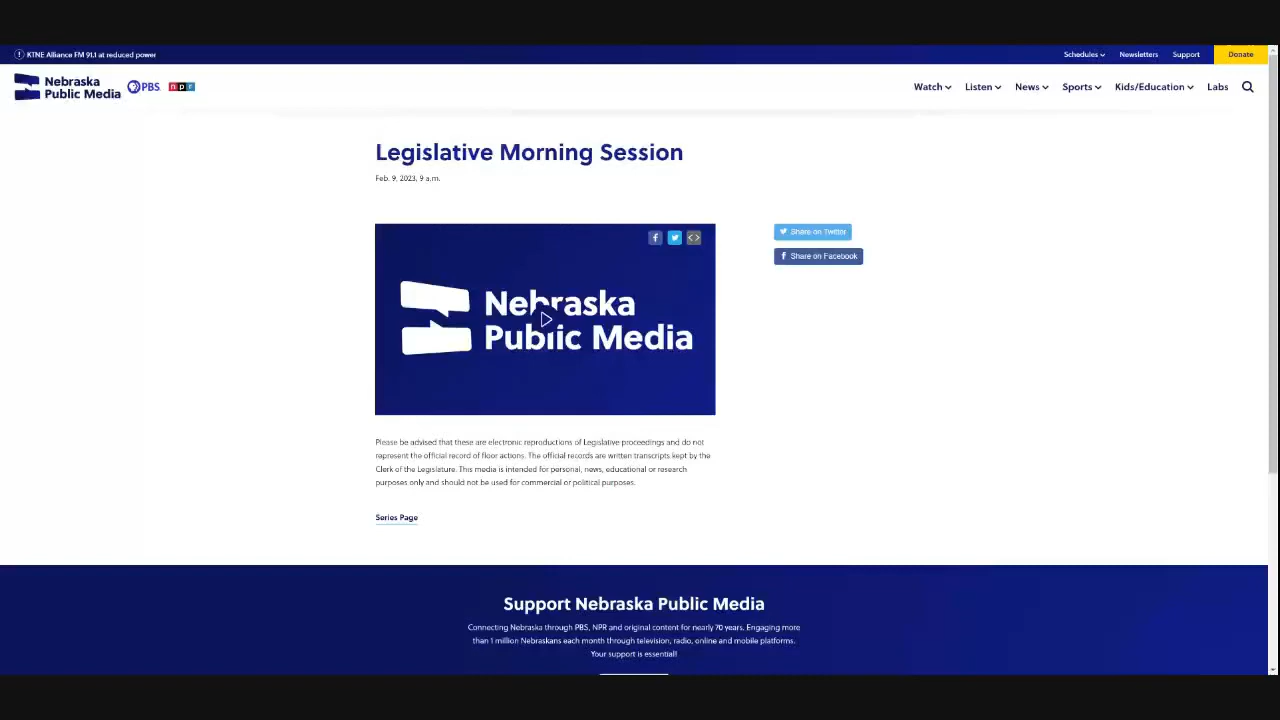 KTNE Alliance FM 91.1 at reduced power
Schedules
Newsletters
Support
Donate
Nebraska
Public Media
PBS
npr
Watch
Listen
News
Sports
Kids/Education
Labs
Legislative Morning Session
Feb. 9, 2023, 9 a.m.
Nebraska
Public Media
Share on Twitter
Share on Facebook
Please be advised that these are electronic reproductions of Legislative proceedings and do not
represent the official record of floor actions. The official records are written transcripts kept by the
Clerk of the Legislature. This media is intended for personal, news, educational or research
purposes only and should not be used for commercial or political purposes.
Series Page
Support Nebraska Public Media
Connecting Nebraska through PBS, NPR and original content for nearly 70 years. Engaging more
than 1 million Nebraskans each month through television, radio, online and mobile platforms.
Your support is essential!